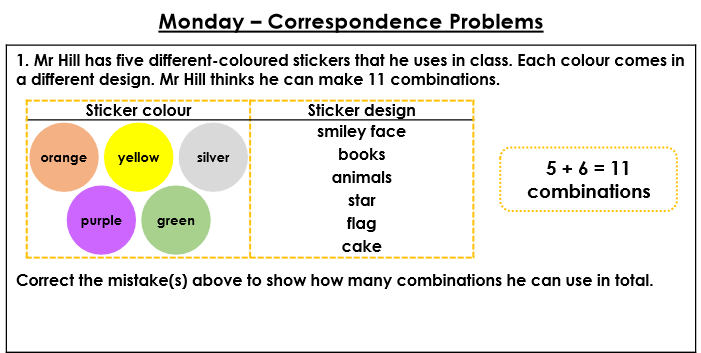 Monday – Correspondence Problems
1. Mr Hill has five different-coloured stickers that he uses in class. Each colour comes in
a different design. Mr Hill thinks he can make 11 combinations.
Sticker colour
orange
yellow
silver
purple
green
Sticker design
smiley face
books
animals
star
flag
cake
5 + 6 = 11
combinations
Correct the mistake(s) above to show how many combinations he can use in total.